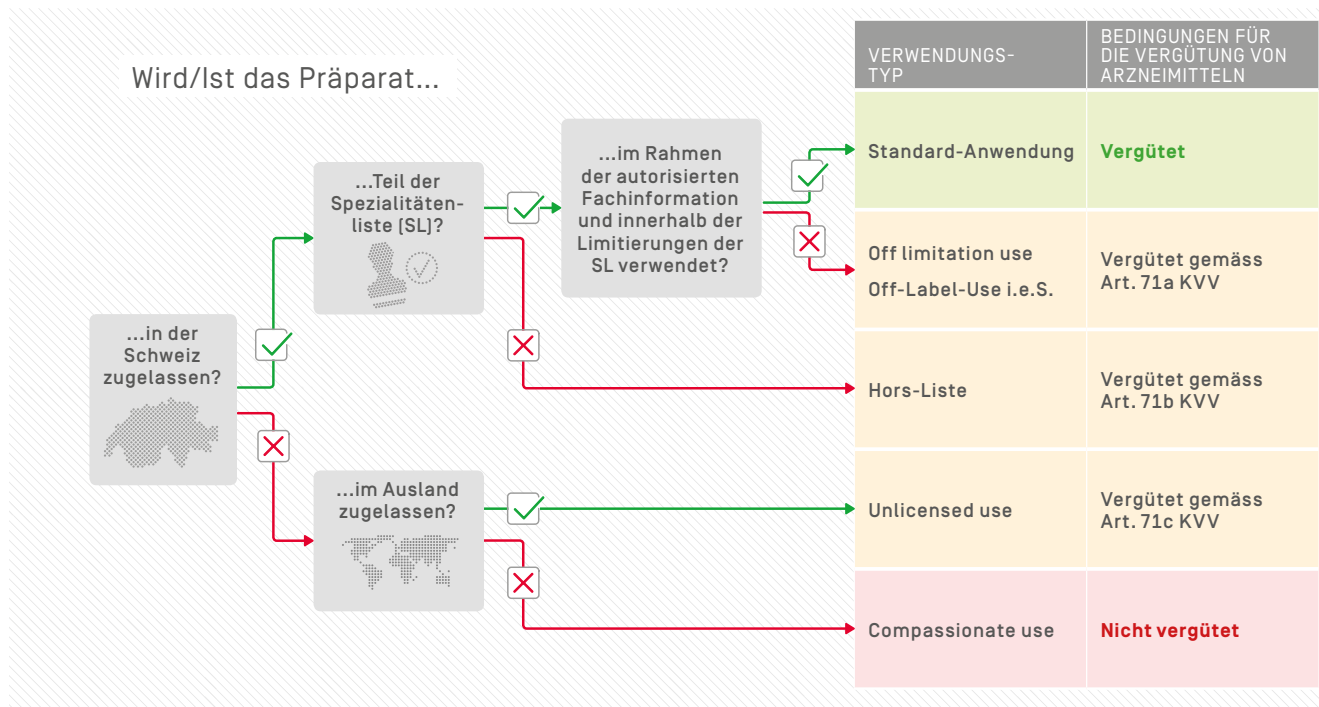 Wird/Ist das Präparat...
...in der
Schweiz
zugelassen?
...Teil der
Spezialitäten-
liste [SL]?
...im Rahmen
der autorisierten
Fachinformation
und innerhalb der
Limitierungen der
SL verwendet?
...im Ausland
zugelassen?
VERWENDUNGS-
TYP
BEDINGUNGEN FÜR
DIE VERGÜTUNG VON
ARZNEIMITTELN
Standard-Anwendung
Vergütet
Off limitation use
Off-Label-Use i.e.S.
Vergütet gemäss
Art. 71a KVV
Hors-Liste
Vergütet gemäss
Art. 71b KVV
Unlicensed use
Vergütet gemäss
Art. 71c KVV
Compassionate use
Nicht vergütet